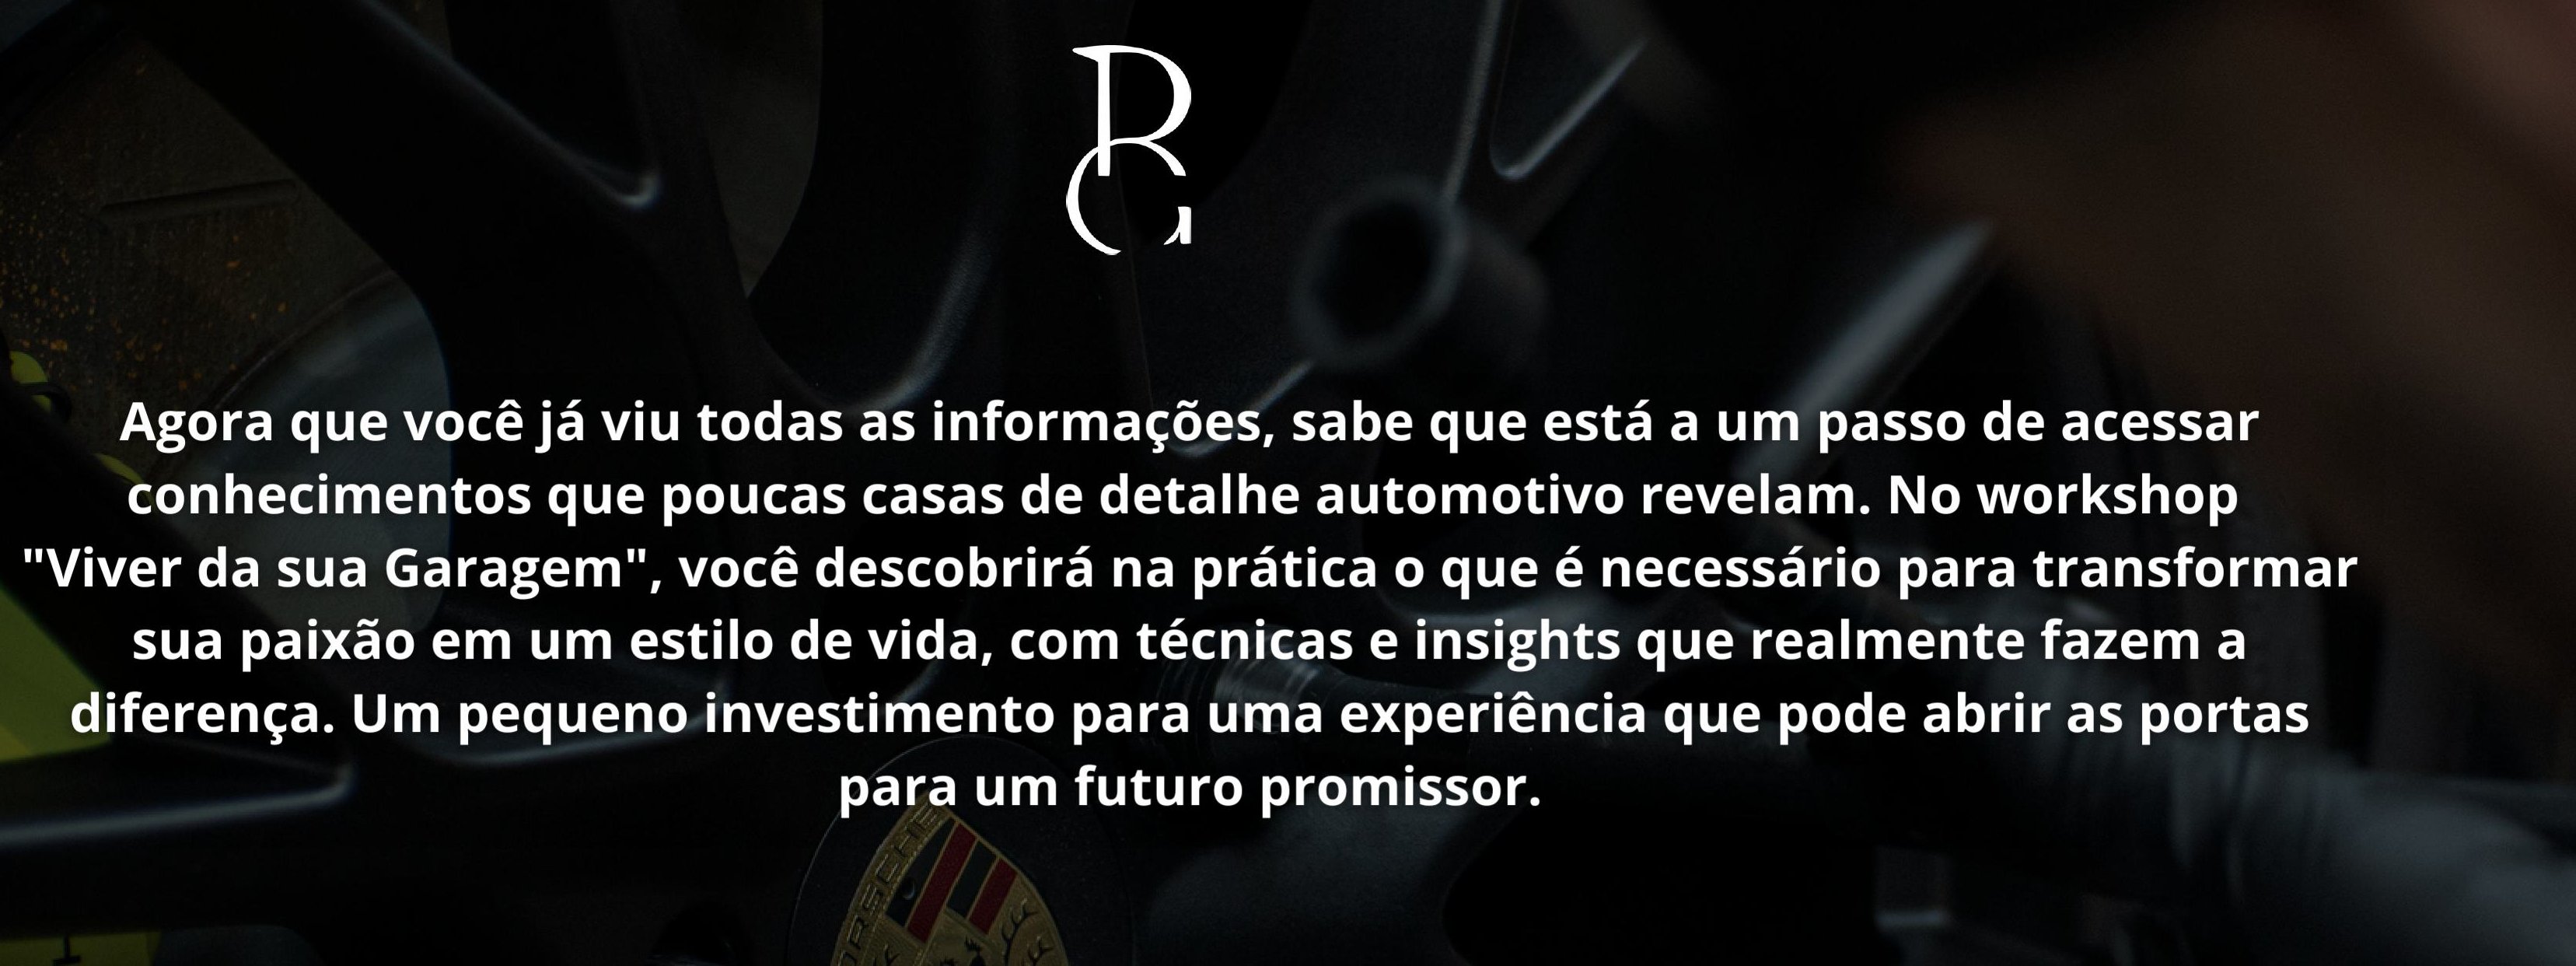 RG
Agora que você já viu todas as informações, sabe que está a um passo de acessar
conhecimentos que poucas casas de detalhe automotivo revelam. No workshop
"Viver da sua Garagem", você descobrirá na prática o que é necessário para transformar
sua paixão em um estilo de vida, com técnicas e insights que realmente fazem a
diferença. Um pequeno investimento para uma experiência que pode abrir as portas
para um futuro promissor.
PORSCHE